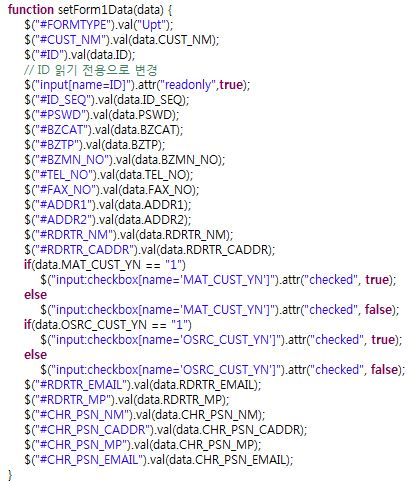 function setForm1Data(data) {
$("#FORMTYPE").val("Upt");
$("#CUST_NM").val(data.CUST_NM);
$("#ID").val(data.ID);
// ID 읽기 전용으로 변경
$("input[name=ID]").attr("readonly",true);
$("#ID_SEQ").val(data.ID_SEQ);
$("#PSWD").val(data.PSWD);
$("#BZCAT").val(data.BZCAT);
$("#BZTP").val(data.BZTP);
$("#BZMN_NO").val(data.BZMN_NO);
$("#TEL_NO").val(data.TEL_NO);
$("#FAX_NO").val(data.FAX_NO);
$("#ADDR1").val(data.ADDR1);
$("#ADDR2").val(data.ADDR2);
$("#RDRTR_NM").val(data.RDRTR_NM);
$("#RDRTR_CADDR").val(data.RDRTR_CADDR);
if(data.MAT_CUST_YN == "1")
$("input:checkbox[name='MAT_CUST_YN']").attr("checked", true);
else
$("input:checkbox[name='MAT_CUST_YN']").attr("checked", false);
if(data.OSRC_CUST_YN == "1")
$("input:checkbox[name='OSRC_CUST_YN']").attr("checked", true);
else
$("input:checkbox[name='OSRC_CUST_YN']").attr("checked", false);
$("#RDRTR_EMAIL").val(data.RDRTR_EMAIL);
$("#RDRTR_MP").val(data.RDRTR_MP);
$("#CHR_PSN_NM").val(data.CHR_PSN_NM);
$("#CHR_PSN_CADDR").val(data.CHR_PSN_CADDR);
$("#CHR_PSN_MP").val(data.CHR_PSN_MP);
$("#CHR_PSN_EMAIL").val(data.CHR_PSN_EMAIL);
}